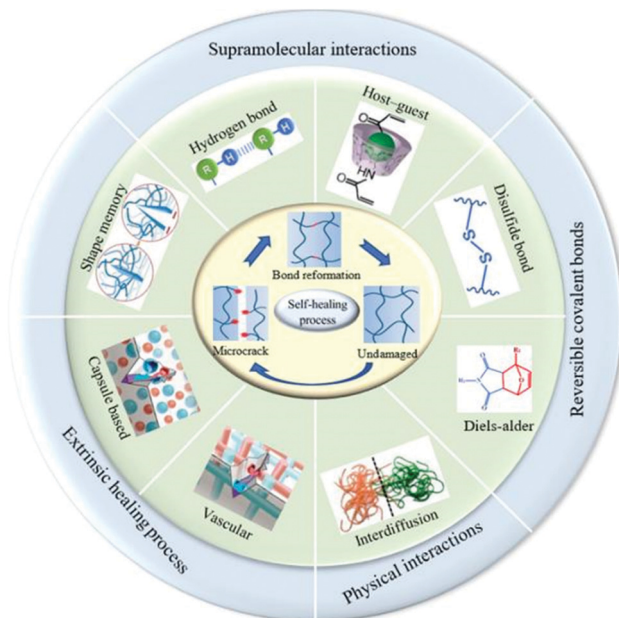 Supramolecular interactions
Hydrogen bond
R
H
R
H
Host–guest
O
HN
O
Shape memory
Disulfide bond
S
S
Bond reformation
Self-healing
process
Microcrack
Undamaged
Reversible covalent bonds
Capsule based
O
N
O
O
Diels-alder
Extrinsic healing process
Vascular
Interdiffusion
Physical interactions